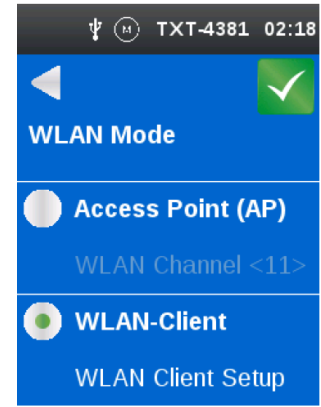 M TXT-4381 02:18
WLAN Mode
Access Point (AP)
WLAN Channel <11>
WLAN-Client
WLAN Client Setup